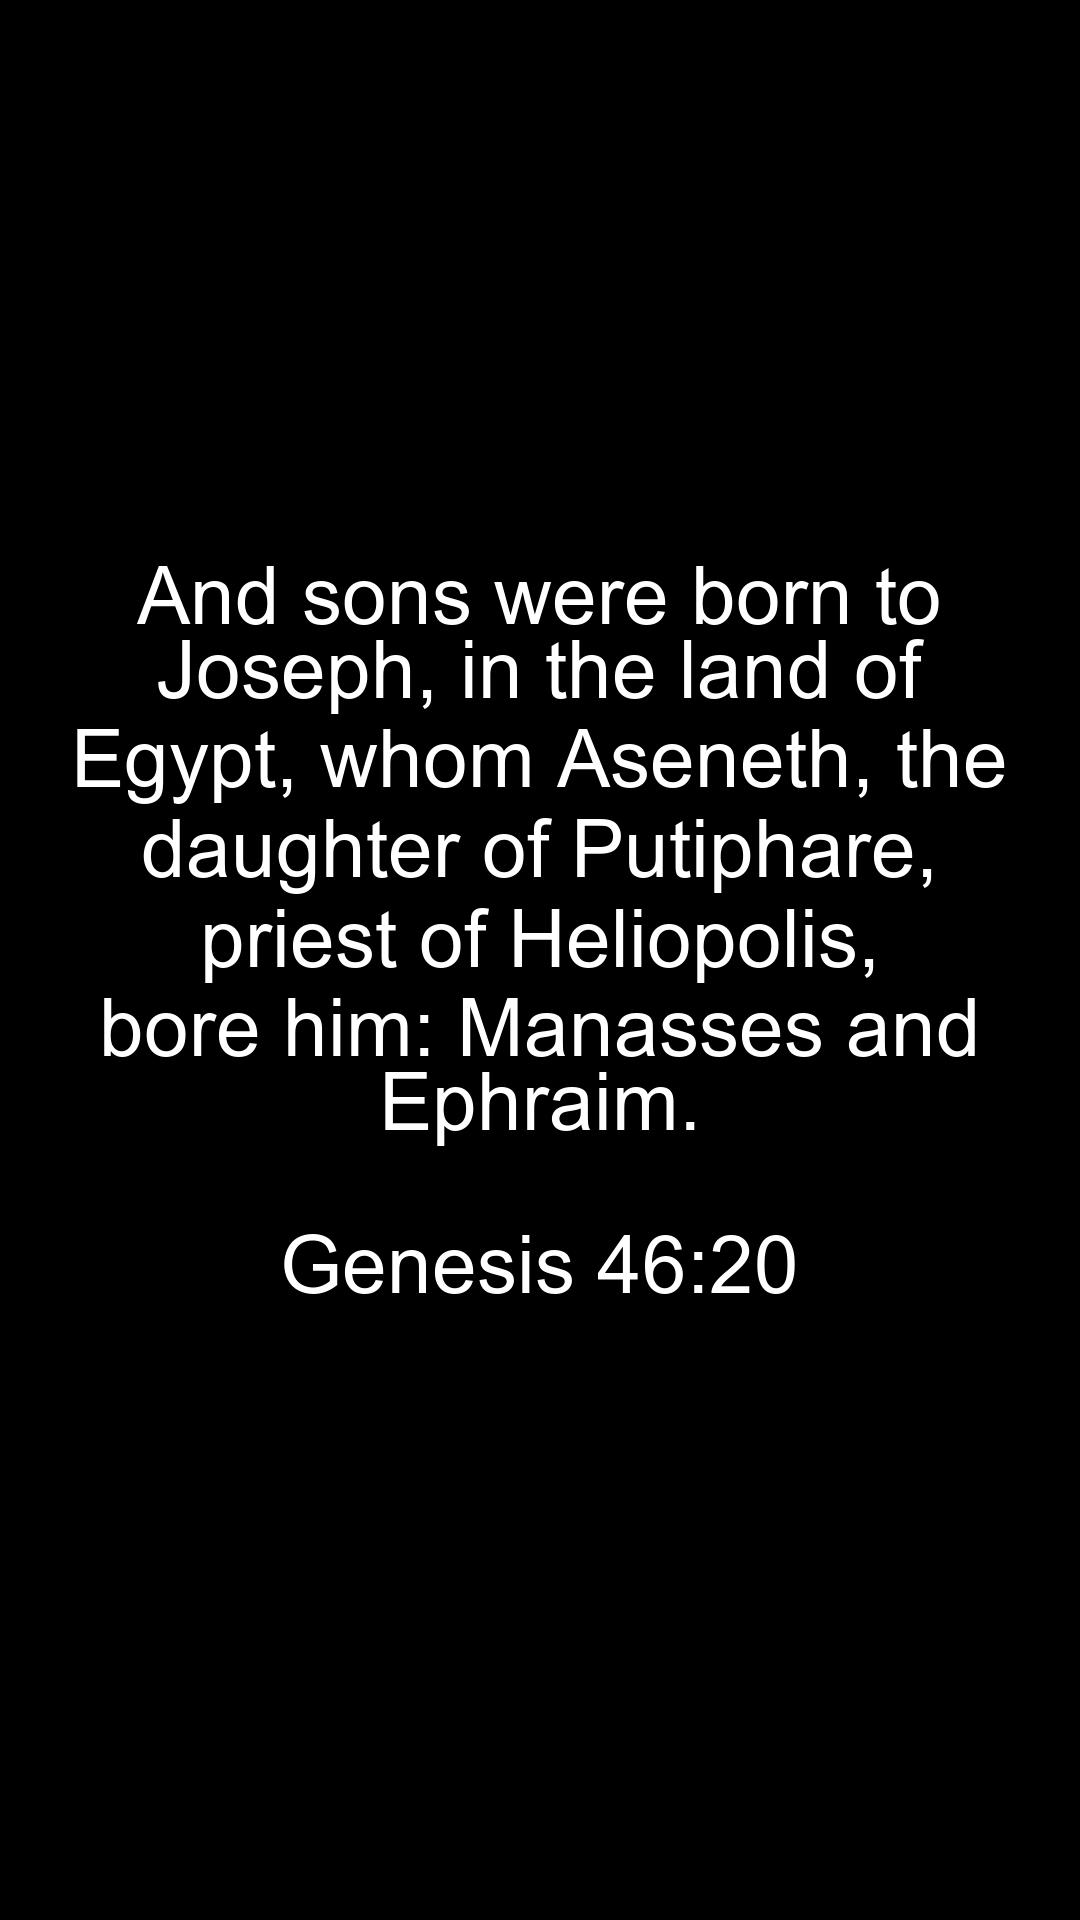 And sons were born to
Joseph, in the land of
Egypt, whom Aseneth, the
daughter of Putiphare,
priest of Heliopolis,
bore him: Manasses and
Ephraim.
Genesis 46:20